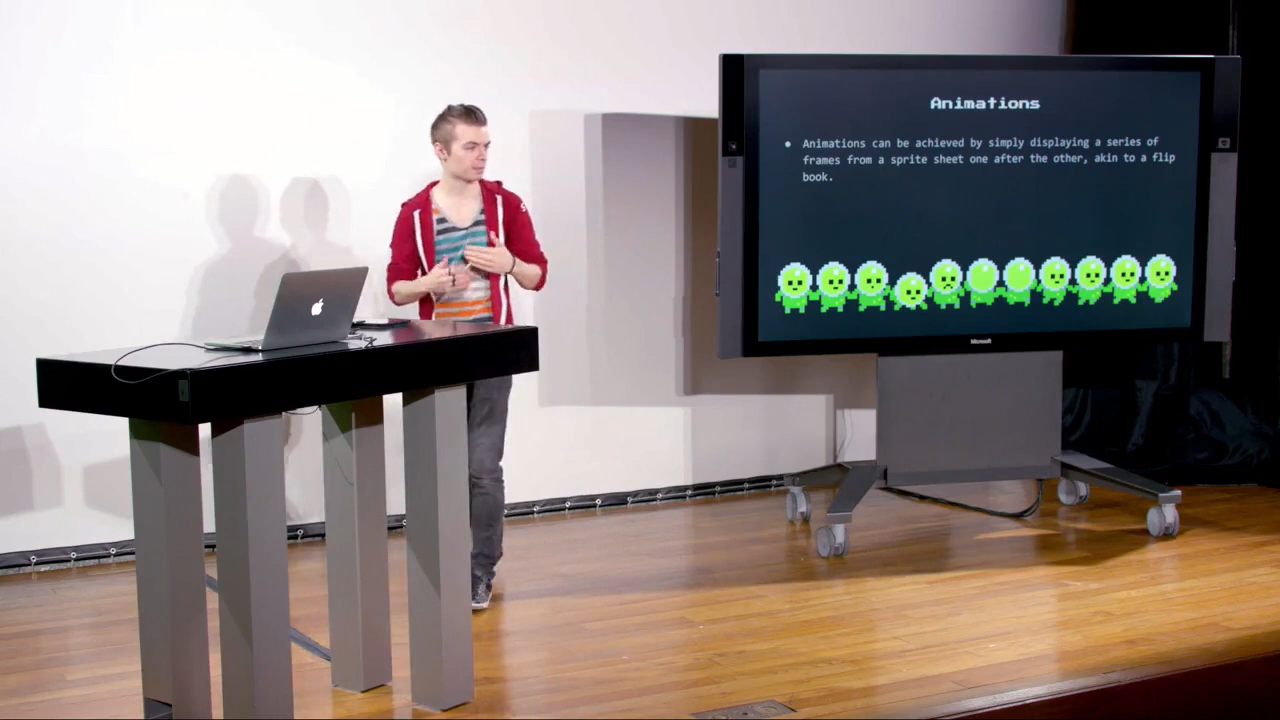 Animations
● Animations can be achieved by simply displaying a series of
frames from a sprite sheet one after the other, akin to a flip
book.
Microsoft